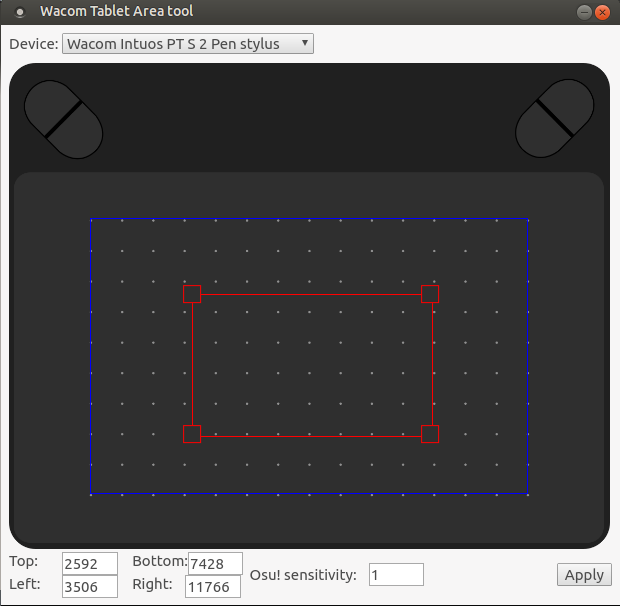 Wacom Tablet Area tool
Device: Wacom Intuos PT S 2 Pen stylus
Top: 2592 Bottom: 7428
Left: 3506 Right: 11766
Osu! sensitivity: 1
Apply